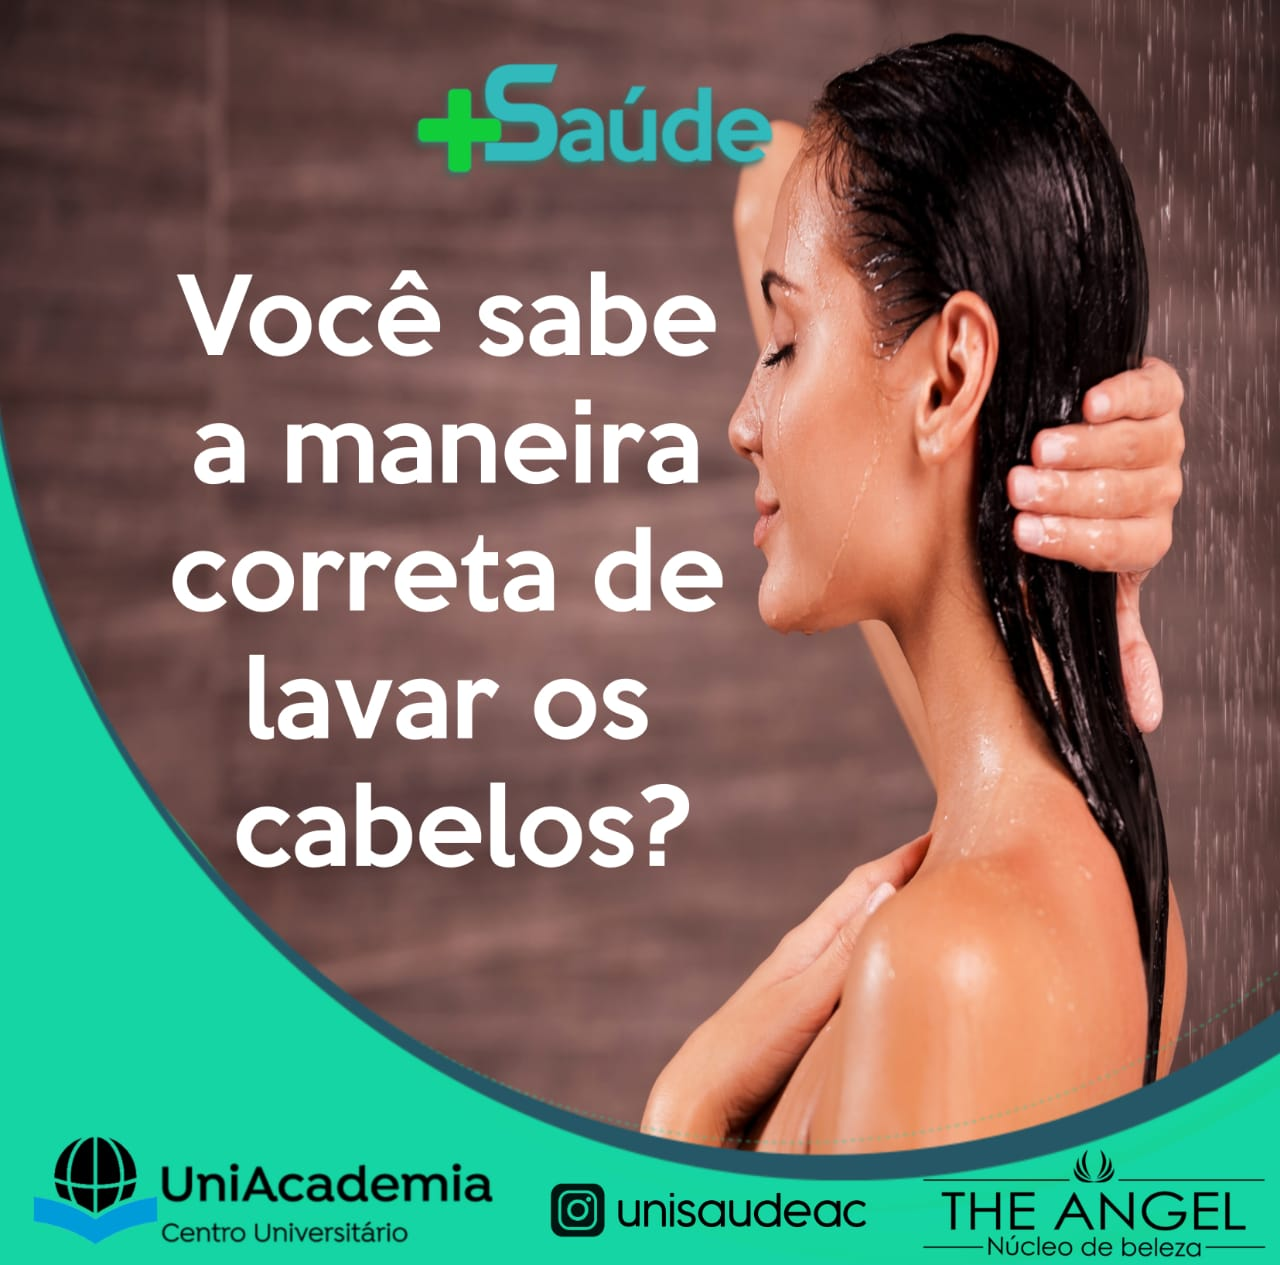 +Saúde
Você sabe
a maneira
correta de
lavar os
cabelos?
UniAcademia
Centro Universitário
unisaudeac
THE ANGEL
Núcleo de beleza